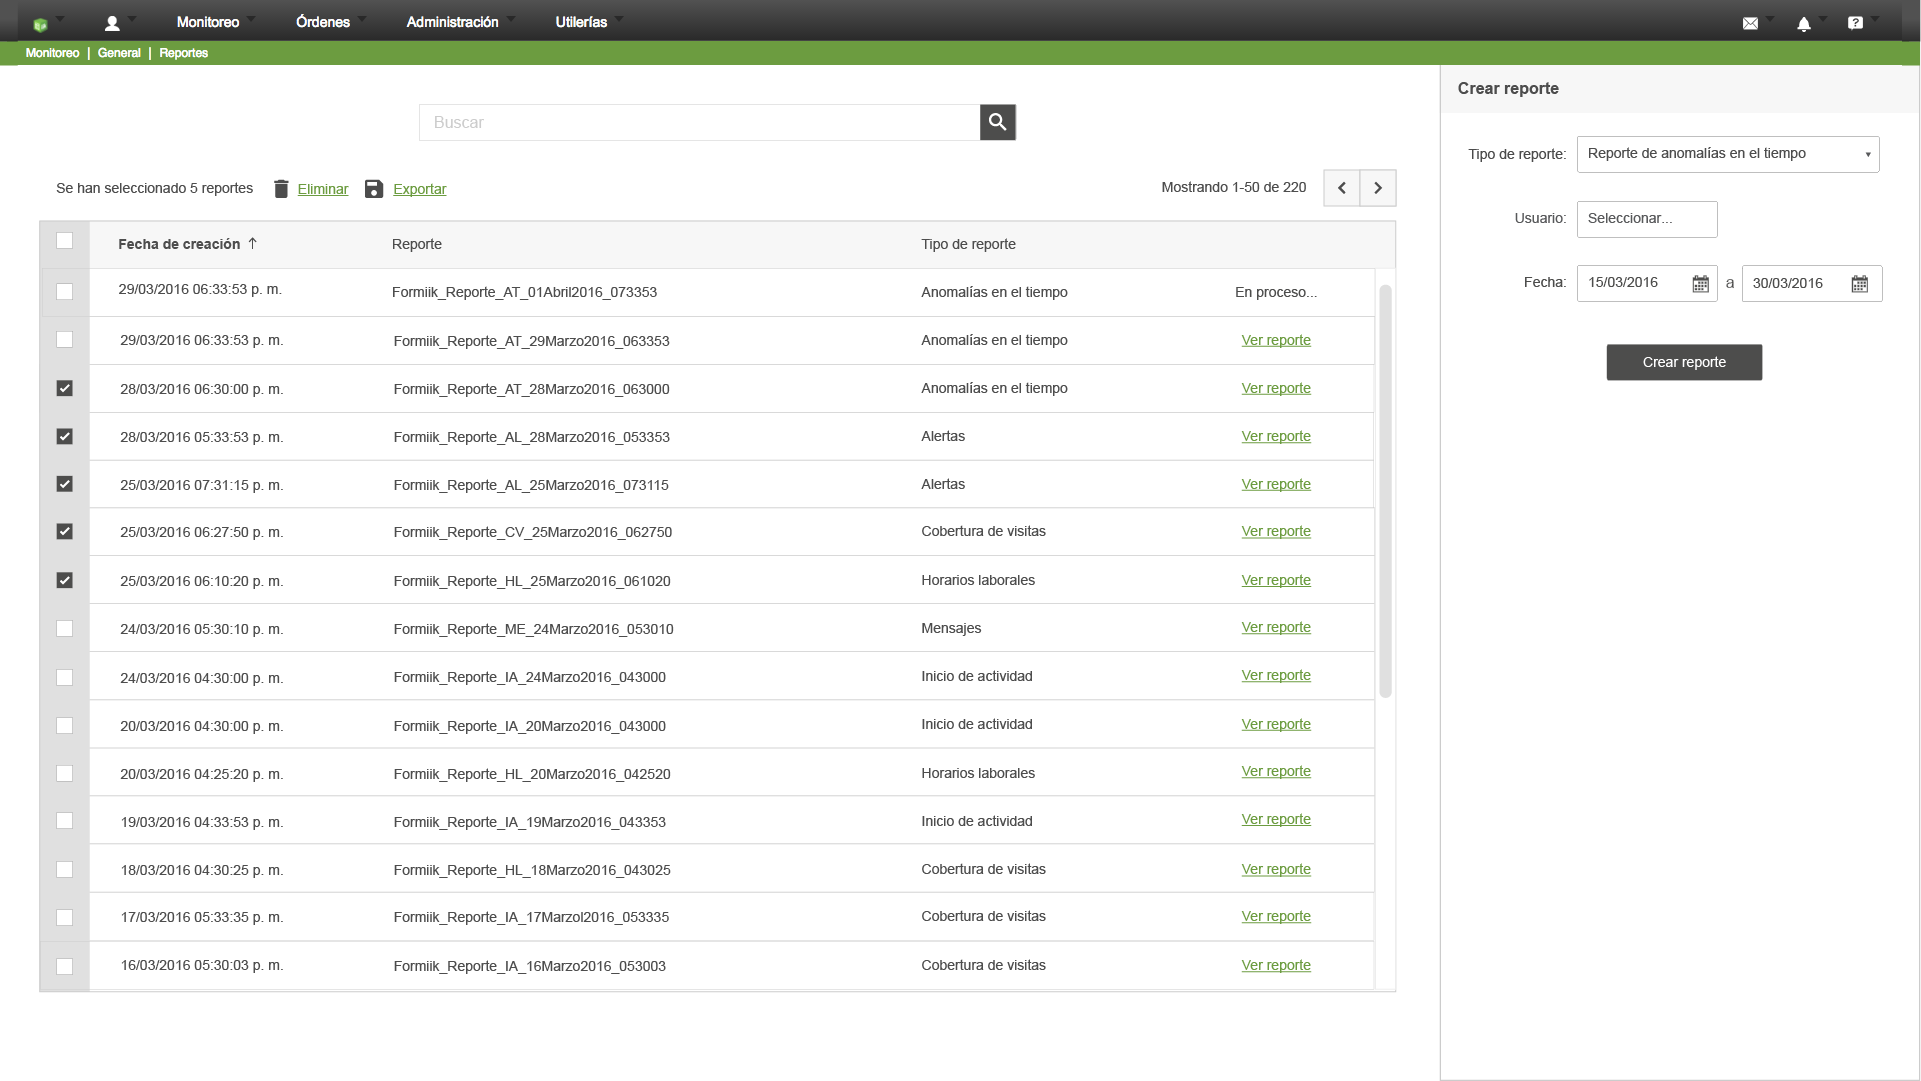 Monitoreo Órdenes Administración Utilerías
Monitoreo | General | Reportes
Buscar
Se han seleccionado 5 reportes Eliminar Exportar Mostrando 1-50 de 220
Fecha de creación ↑ Reporte Tipo de reporte
29/03/2016 06:33:53 p. m. Formiik_Reporte_AT_01Abril2016_073353 Anomalías en el tiempo En proceso...
29/03/2016 06:33:53 p. m. Formiik_Reporte_AT_29Marzo2016_063353 Anomalías en el tiempo Ver reporte
28/03/2016 06:30:00 p. m. Formiik_Reporte_AT_28Marzo2016_063000 Anomalías en el tiempo Ver reporte
28/03/2016 05:33:53 p. m. Formiik_Reporte_AL_28Marzo2016_053353 Alertas Ver reporte
25/03/2016 07:31:15 p. m. Formiik_Reporte_AL_25Marzo2016_073115 Alertas Ver reporte
25/03/2016 06:27:50 p. m. Formiik_Reporte_CV_25Marzo2016_062750 Cobertura de visitas Ver reporte
25/03/2016 06:10:20 p. m. Formiik_Reporte_HL_25Marzo2016_061020 Horarios laborales Ver reporte
24/03/2016 05:30:10 p. m. Formiik_Reporte_ME_24Marzo2016_053010 Mensajes Ver reporte
24/03/2016 04:30:00 p. m. Formiik_Reporte_IA_24Marzo2016_043000 Inicio de actividad Ver reporte
20/03/2016 04:30:00 p. m. Formiik_Reporte_IA_20Marzo2016_043000 Inicio de actividad Ver reporte
20/03/2016 04:25:20 p. m. Formiik_Reporte_HL_20Marzo2016_042520 Horarios laborales Ver reporte
19/03/2016 04:33:53 p. m. Formiik_Reporte_IA_19Marzo2016_043353 Inicio de actividad Ver reporte
18/03/2016 04:30:25 p. m. Formiik_Reporte_HL_18Marzo2016_043025 Cobertura de visitas Ver reporte
17/03/2016 05:33:35 p. m. Formiik_Reporte_IA_17Marzol2016_053335 Cobertura de visitas Ver reporte
16/03/2016 05:30:03 p. m. Formiik_Reporte_IA_16Marzo2016_053003 Cobertura de visitas Ver reporte
Crear reporte
Tipo de reporte: Reporte de anomalías en el tiempo
Usuario: Seleccionar...
Fecha: 15/03/2016 a 30/03/2016
Crear reporte